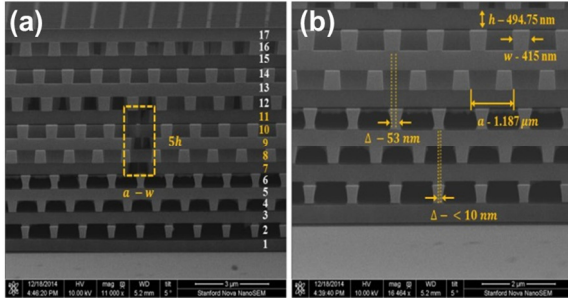 (a)
17
16
15
14
13
12
11
10
9
8
7
6
5
4
3
2
1
5h
a – w
12/18/2014
4:46:20 PM
HV
10.00 kV
mag
11 000 x
WD
5.2 mm
tilt
5 °
3 µm
Stanford Nova NanoSEM
(b)
h – 494.75 nm
w - 415 nm
a - 1.187 μm
Δ – 53 nm
Δ – < 10 nm
12/18/2014
4:39:40 PM
HV
10.00 kV
mag
16 464 x
WD
5.2 mm
tilt
5 °
2 µm
Stanford Nova NanoSEM